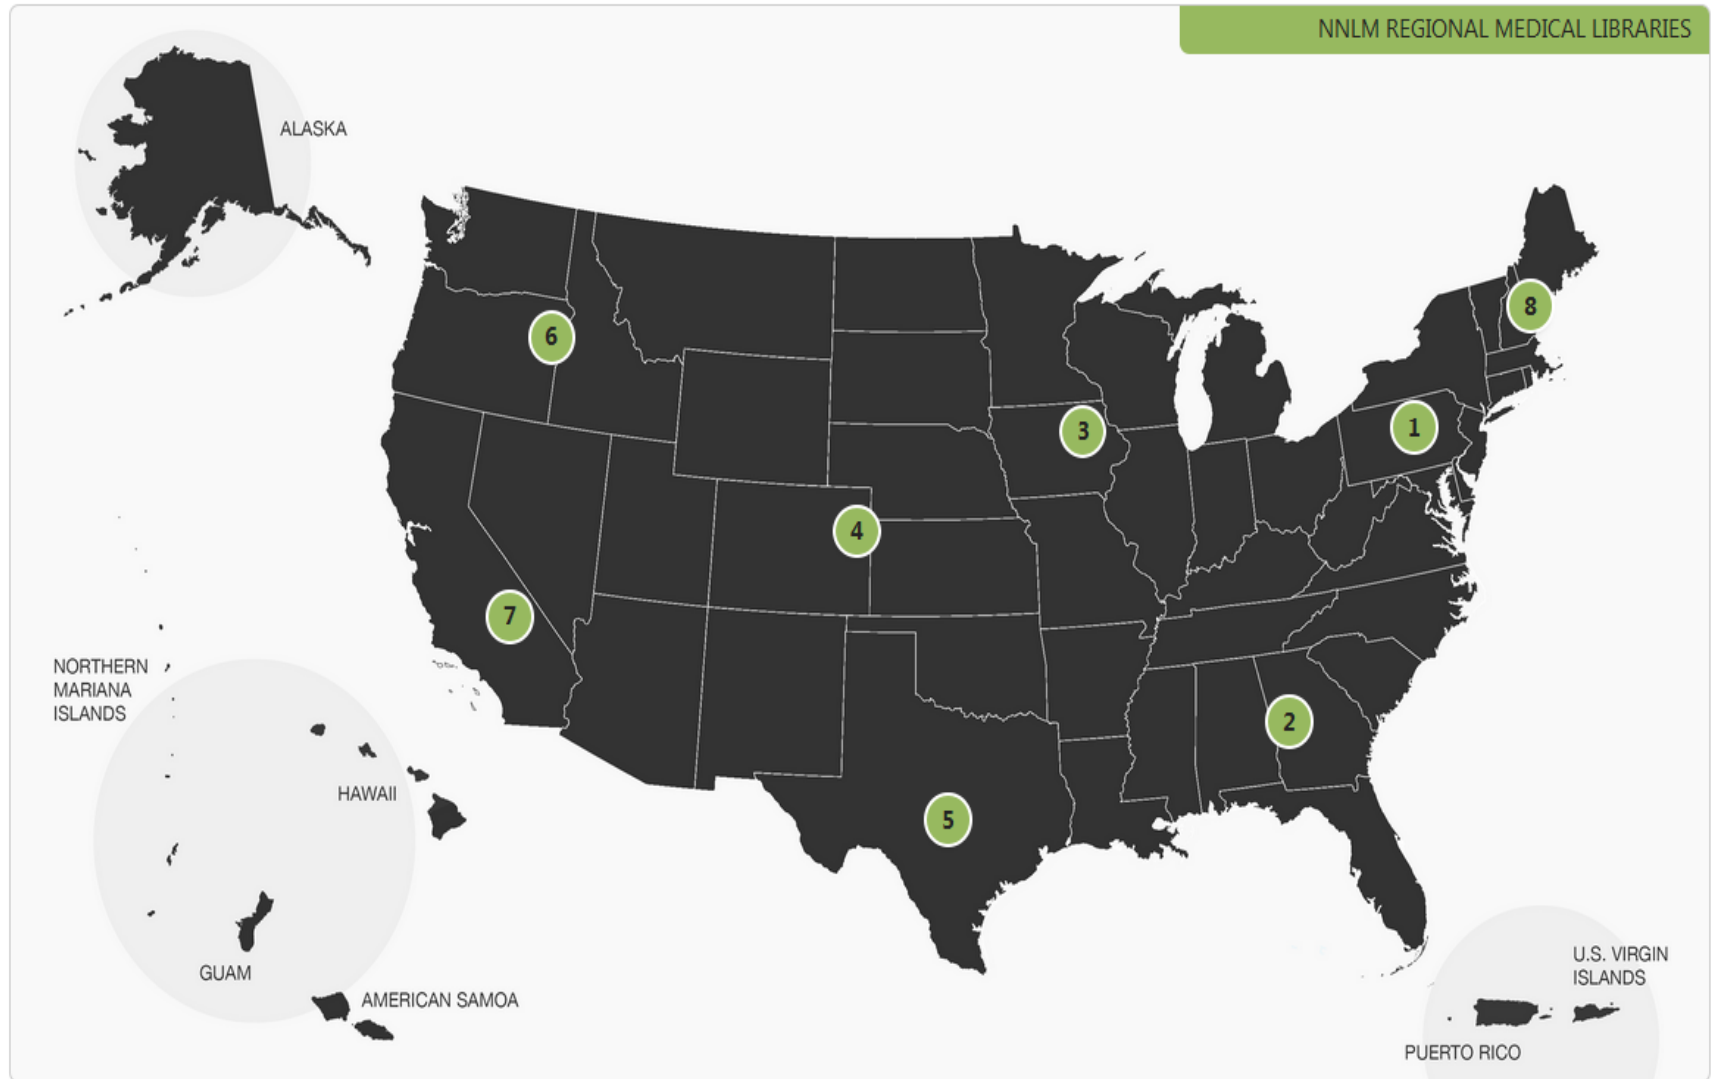 NNLM REGIONAL MEDICAL LIBRARIES
ALASKA
8
6
1
3
4
7
NORTHERN
MARIANA
ISLANDS
2
HAWAII
5
U.S. VIRGIN
ISLANDS
GUAM
AMERICAN SAMOA
PUERTO RICO